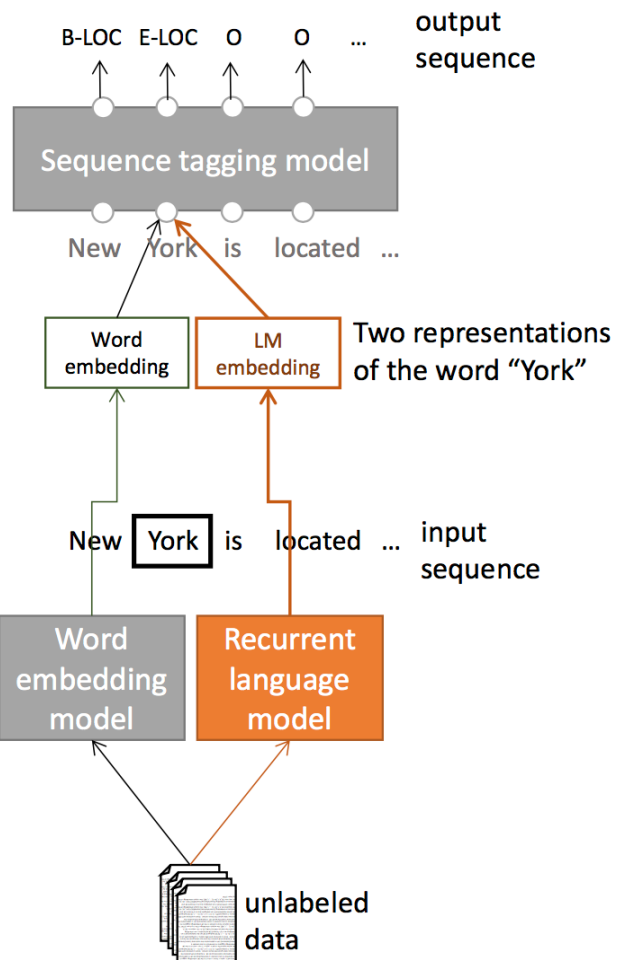 B-LOC E-LOC O O ...
output
sequence
Sequence tagging model
New York is located ...
Word
embedding
LM
embedding
Two representations
of the word “York”
New York is located ...
input
sequence
Word
embedding
model
Recurrent
language
model
unlabeled
data